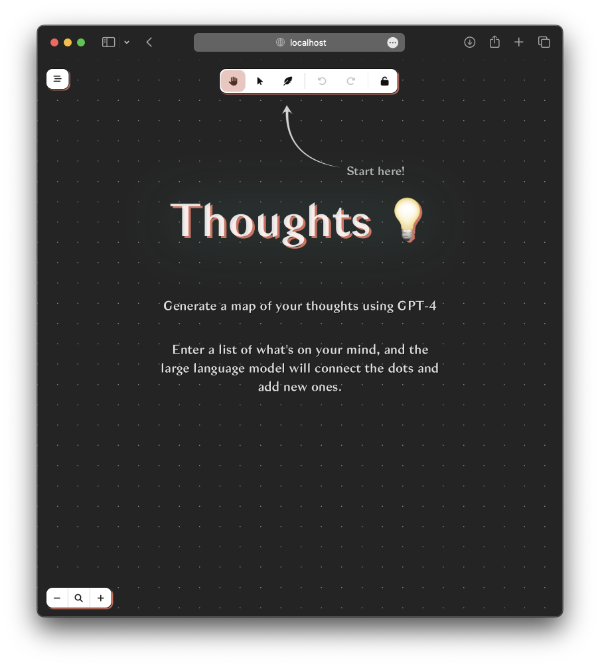 localhost
Start here!
Thoughts 💡
Generate a map of your thoughts using GPT-4
Enter a list of what's on your mind, and the
large language model will connect the dots and
add new ones.